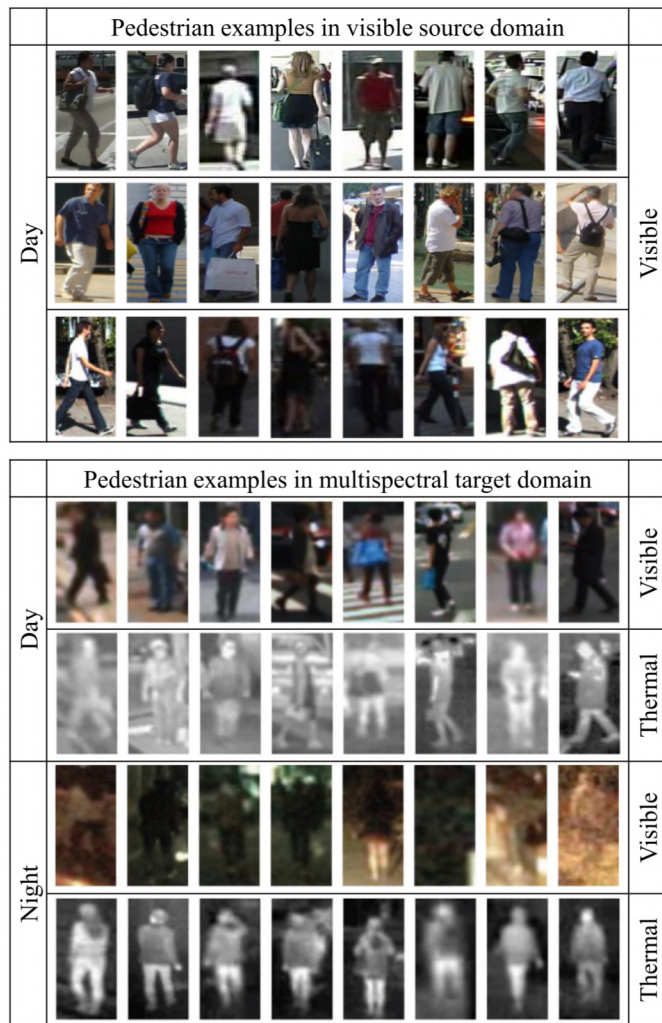 Pedestrian examples in visible source domain
Day
Visible
Pedestrian examples in multispectral target domain
Day
Visible
Thermal
Night
Visible
Thermal